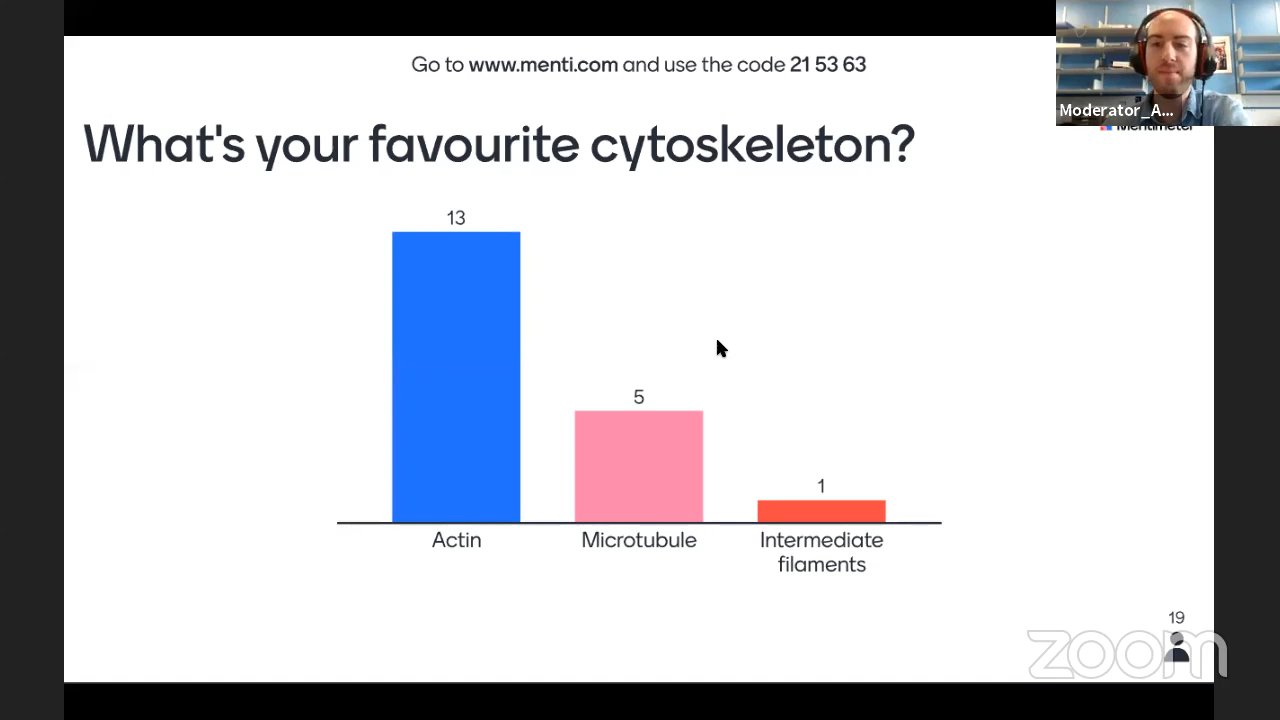 Go to www.menti.com and use the code 21 53 63
Moderator_A...
Mentimeter
What's your favourite cytoskeleton?
13
5
1
Actin
Microtubule
Intermediate
filaments
19
zoom